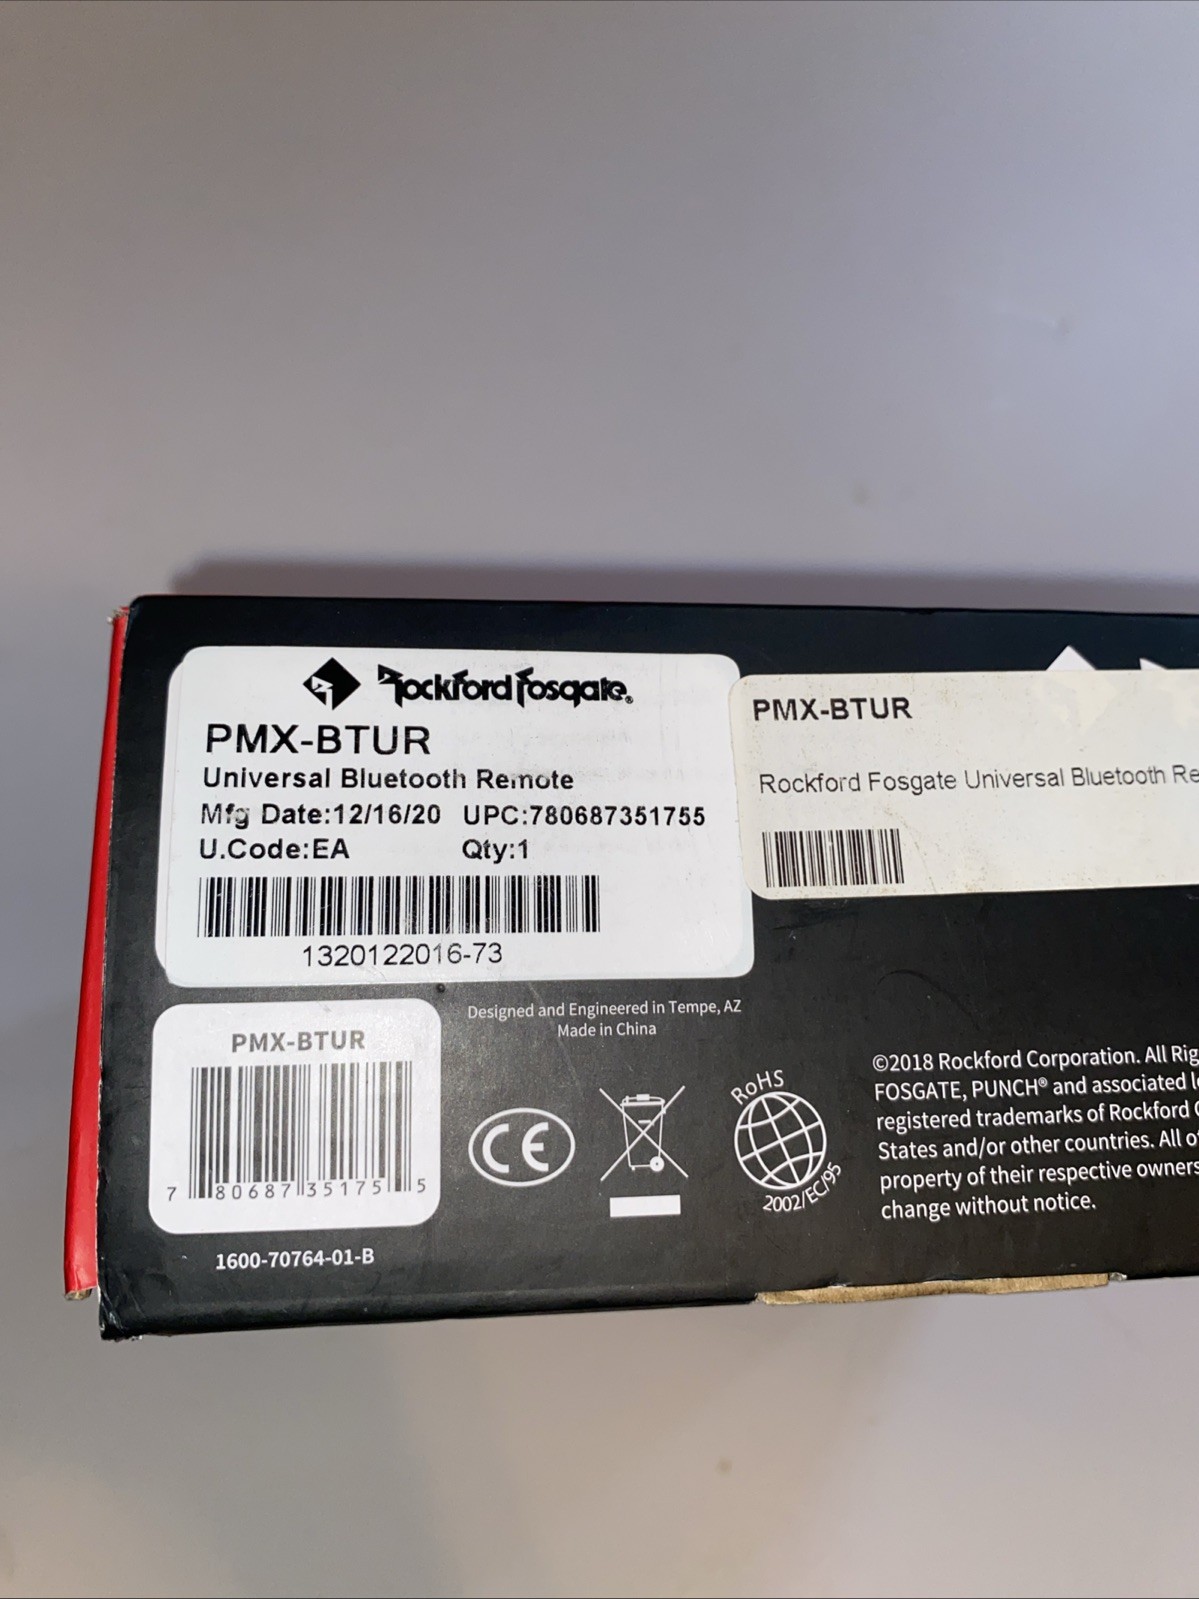 Rockford Fosgate®
PMX-BTUR
Universal Bluetooth Remote
Mfg Date:12/16/20 UPC:780687351755
U.Code:EA Qty:1
1320122016-73
PMX-BTUR
Rockford Fosgate Universal Bluetooth Re
PMX-BTUR
7 80687 35175 5
1600-70764-01-B
Designed and Engineered in Tempe, AZ
Made in China
CE
RoHS
2002/EC/95
©2018 Rockford Corporation. All Rig
FOSGATE, PUNCH® and associated l
registered trademarks of Rockford
States and/or other countries. All o
property of their respective owners
change without notice.